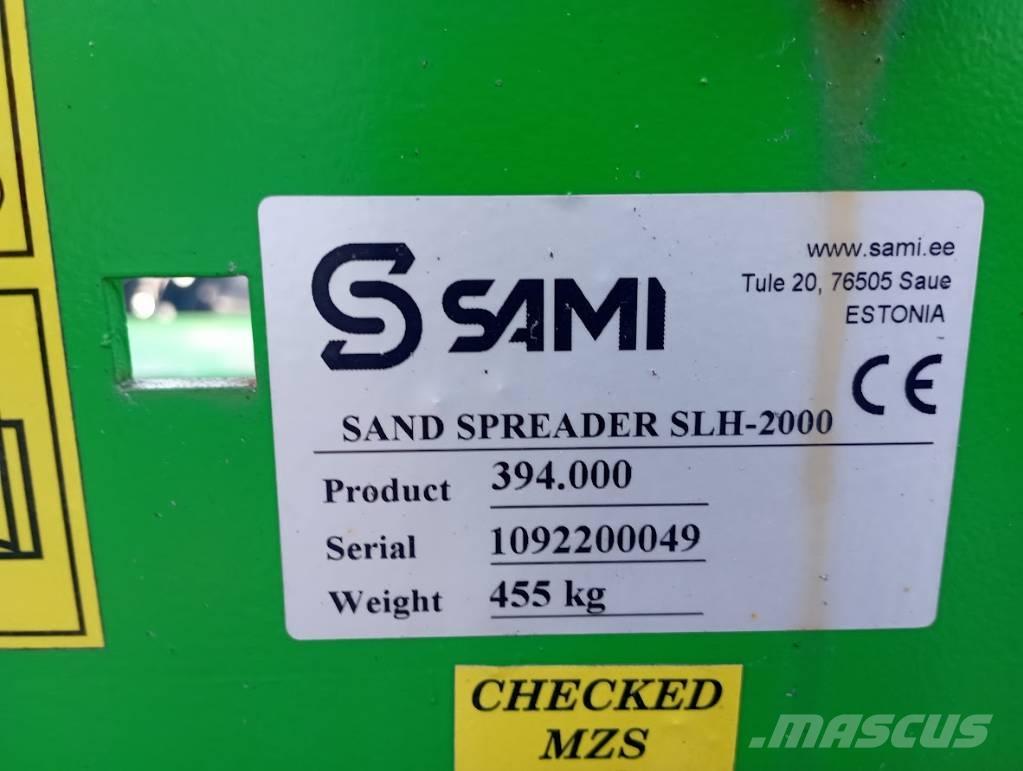 SAMI
www.sami.ee
Tule 20, 76505 Saue
ESTONIA
CE
SAND SPREADER SLH-2000
Product 394.000
Serial 1092200049
Weight 455 kg
CHECKED
MZS
MASCUS